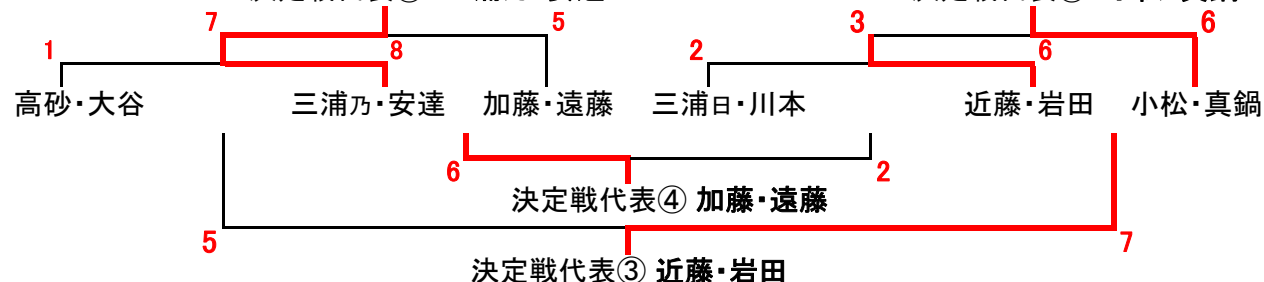 7 5 3 6
1 8 2 6
高砂・大谷 三浦乃・安達 加藤・遠藤 三浦日・川本 近藤・岩田 小松・真鍋
6 2
決定戦代表④ 加藤・遠藤
5 7
決定戦代表③ 近藤・岩田